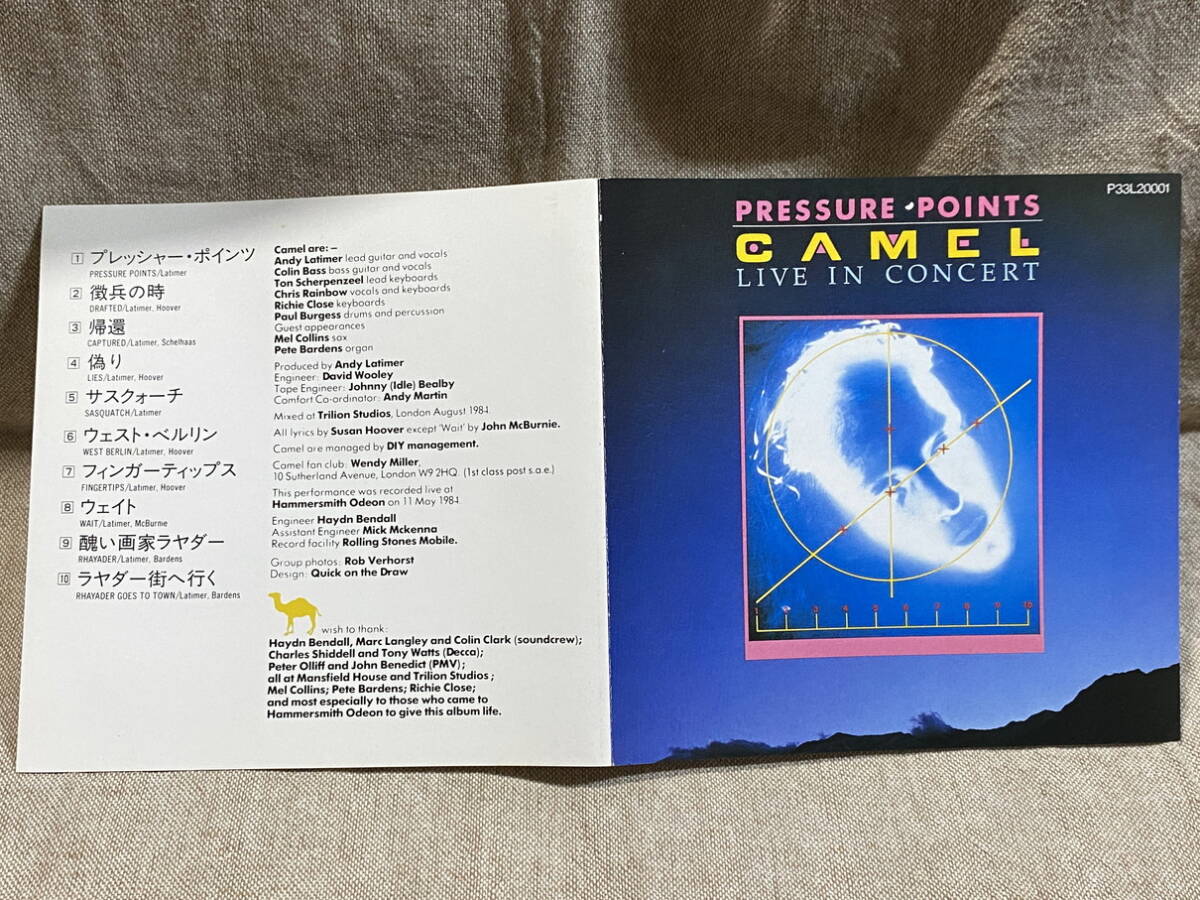 1 プレッシャー・ポインツ
PRESSURE POINTS/Latimer
2 徴兵の時
DRAFTED/Latimer, Hoover
3 帰還
CAPTURED/Latimer, Schelhaas
4 偽り
LIES/Latimer, Hoover
5 サスクォーチ
SASQUATCH/Latimer
6 ウェスト・ベルリン
WEST BERLIN/Latimer, Hoover
7 フィンガーティップス
FINGERTIPS/Latimer, Hoover
8 ウェイト
WAIT/Latimer, McBurnie
9 醜い画家ラヤダー
RHAYADER/Latimer, Bardens
10 ラヤダー街へ行く
RHAYADER GOES TO TOWN/Latimer, Bardens
Camel are:–
Andy Latimer lead guitar and vocals
Colin Bass bass guitar and vocals
Ton Scherpenzeel lead keyboards
Chris Rainbow vocals and keyboards
Richie Close keyboards
Paul Burgess drums and percussion
Guest appearances
Mel Collins sax
Pete Bardens organ
Produced by Andy Latimer
Engineer: David Wooley
Tape Engineer: Johnny (Idle) Bealby
Comfort Co-ordinator: Andy Martin
Mixed at Trilion Studios, London August 1984.
All lyrics by Susan Hoover except 'Wait' by John McBurnie.
Camel are managed by DIY management.
Camel fan club: Wendy Miller,
10 Sutherland Avenue, London W9 2HQ. (1st class post s.a.e.)
This performance was recorded live at
Hammersmith Odeon on 11 May 1984.
Engineer Haydn Bendall
Assistant Engineer Mick Mckenna
Record facility Rolling Stones Mobile.
Group photos: Rob Verhorst
Design: Quick on the Draw
wish to thank:
Haydn Bendall, Marc Langley and Colin Clark (soundcrew);
Charles Shiddell and Tony Watts (Decca);
Peter Olliff and John Benedict (PMV);
all at Mansfield House and Trilion Studios;
Mel Collins; Pete Bardens; Richie Close;
and most especially to those who came to
Hammersmith Odeon to give this album life.
P33L20001
PRESSURE POINTS
CAMEL
LIVE IN CONCERT
1 2 3 4 5 6 7 8 9 10